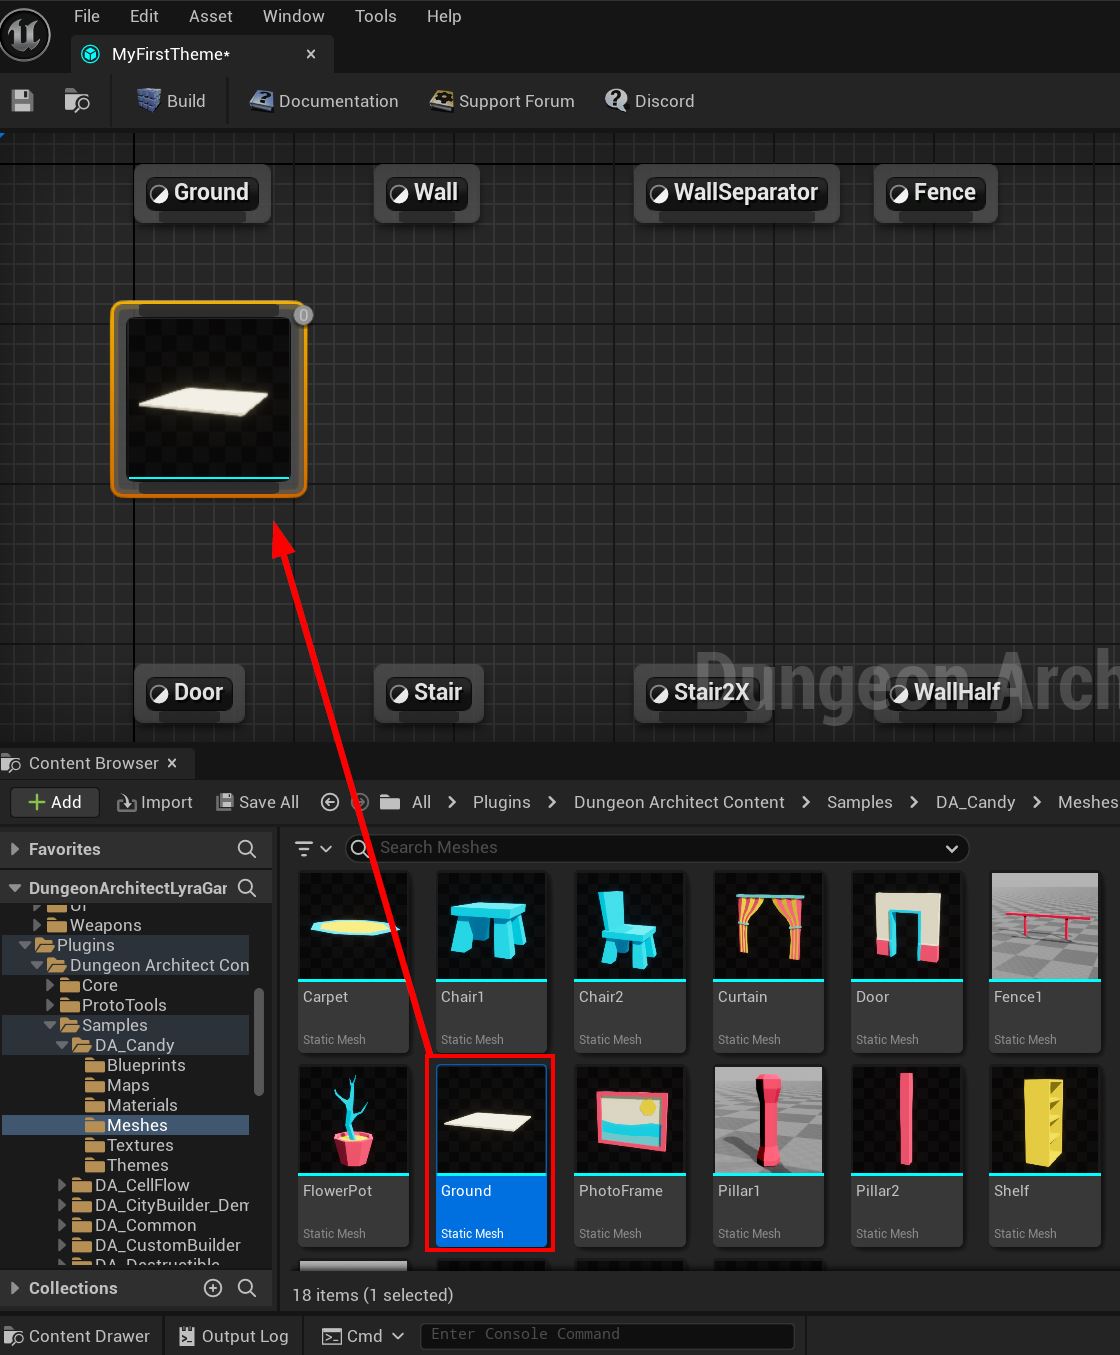 File Edit Asset Window Tools Help
MyFirstTheme*
Build Documentation Support Forum Discord
Ground Wall WallSeparator Fence
0
Dungeon Arch
Door Stair Stair2X WallHalf
Content Browser
Add Import Save All All Plugins Dungeon Architect Content Samples DA_Candy Meshes
Favorites
Search Meshes
DungeonArchitectLyraGar
UI
Weapons
Plugins
Dungeon Architect Con
Core
ProtoTools
Samples
DA_Candy
Blueprints
Maps
Materials
Meshes
Textures
Themes
DA_CellFlow
DA_CityBuilder_Dem
DA_Common
DA_CustomBuilder
DA_Destructible
Collections
Carpet Chair1 Chair2 Curtain Door Fence1
Static Mesh Static Mesh Static Mesh Static Mesh Static Mesh Static Mesh
FlowerPot Ground PhotoFrame Pillar1 Pillar2 Shelf
Static Mesh Static Mesh Static Mesh Static Mesh Static Mesh Static Mesh
18 items (1 selected)
Content Drawer Output Log Cmd Enter Console Command